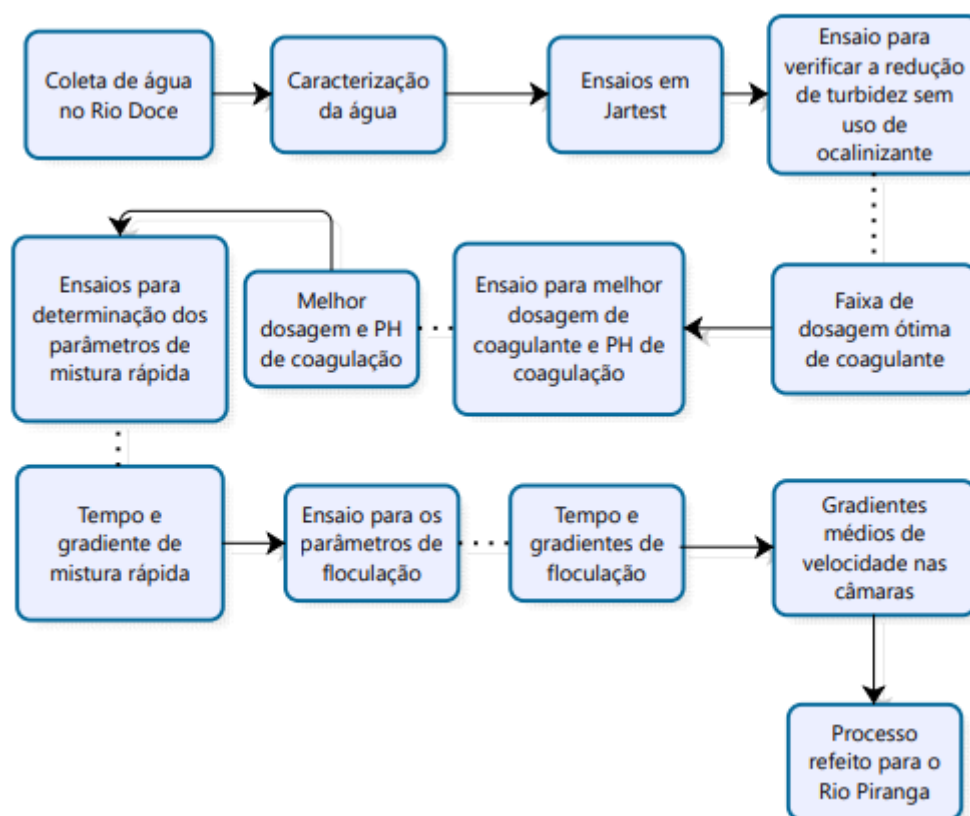 Coleta de água
no Rio Doce
Caracterização
da água
Ensaios em
Jartest
Ensaio para
verificar a redução
de turbidez sem
uso de
ocalinizante
Faixa de
dosagem ótima
de coagulante
Ensaio para melhor
dosagem de
coagulante e PH de
coagulação
Melhor
dosagem e PH
de coagulação
Ensaios para
determinação dos
parâmetros de
mistura rápida
Tempo e
gradiente de
mistura rápida
Ensaio para os
parâmetros de
floculação
Tempo e
gradientes de
floculação
Gradientes
médios de
velocidade nas
câmaras
Processo
refeito para o
Rio Piranga